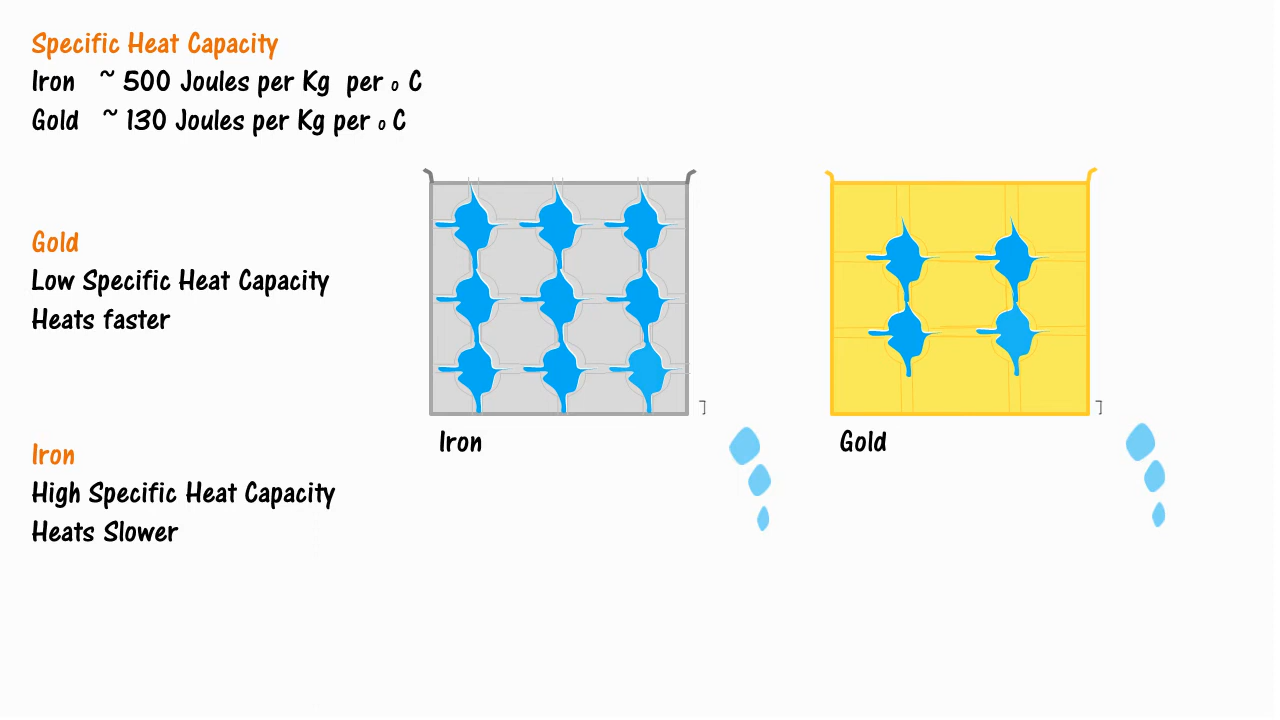 Specific Heat Capacity
Iron ~ 500 Joules per Kg per o C
Gold ~ 130 Joules per Kg per o C
Gold
Low Specific Heat Capacity
Heats faster
Iron
High Specific Heat Capacity
Heats Slower
Iron
Gold